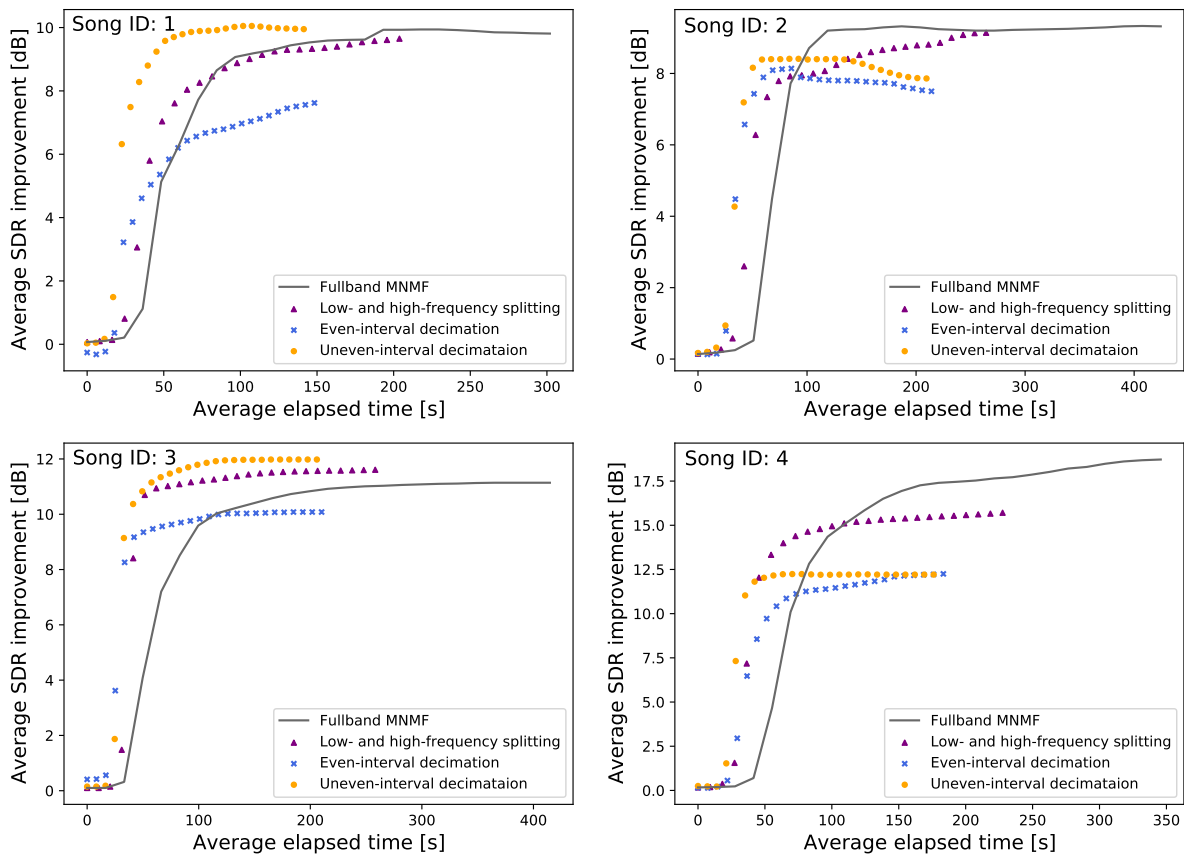 Song ID: 1
Average SDR improvement [dB]
10
8
6
4
2
0
Fullband MNMF
Low- and high-frequency splitting
Even-interval decimation
Uneven-interval decimataion
0 50 100 150 200 250 300
Average elapsed time [s]
Song ID: 2
Average SDR improvement [dB]
8
6
4
2
0
Fullband MNMF
Low- and high-frequency splitting
Even-interval decimation
Uneven-interval decimataion
0 100 200 300 400
Average elapsed time [s]
Song ID: 3
Average SDR improvement [dB]
12
10
8
6
4
2
0
Fullband MNMF
Low- and high-frequency splitting
Even-interval decimation
Uneven-interval decimataion
0 100 200 300 400
Average elapsed time [s]
Song ID: 4
Average SDR improvement [dB]
17.5
15.0
12.5
10.0
7.5
5.0
2.5
0.0
Fullband MNMF
Low- and high-frequency splitting
Even-interval decimation
Uneven-interval decimataion
0 50 100 150 200 250 300 350
Average elapsed time [s]